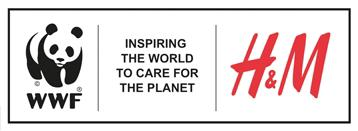 WWF
INSPIRING
THE WORLD
TO CARE FOR
THE PLANET
H&M